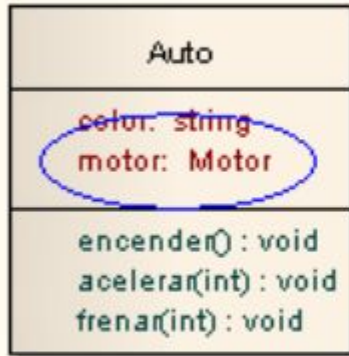 Auto
color: string
motor: Motor
encender() : void
acelerar(int) : void
frenar(int) : void